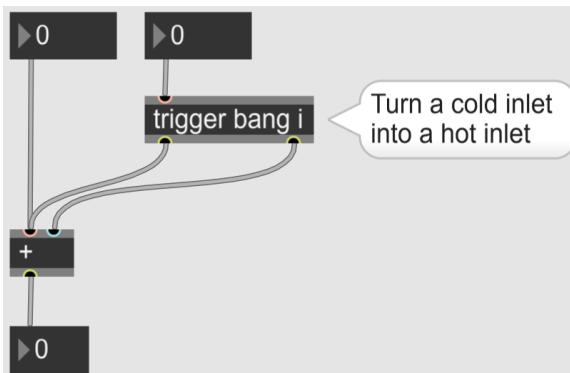 0
0
trigger bang i
Turn a cold inlet
into a hot inlet
+
0